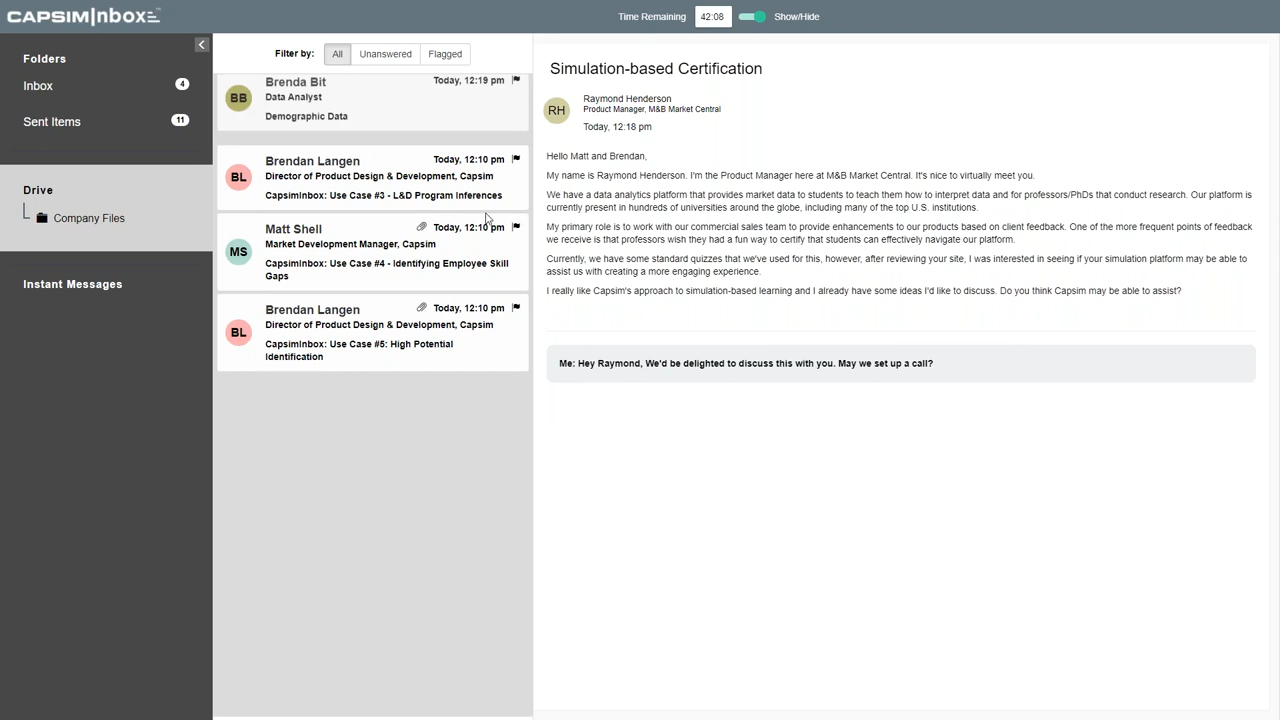 CAPSIM|nbox
Time Remaining 42:08 Show/Hide
Folders
Inbox 4
Sent Items 11
Drive
Company Files
Instant Messages
Filter by: All Unanswered Flagged
BB
Brenda Bit Today, 12:19 pm
Data Analyst
Demographic Data
BL
Brendan Langen Today, 12:10 pm
Director of Product Design & Development, Capsim
CapsimInbox: Use Case #3 - L&D Program Inferences
MS
Matt Shell Today, 12:10 pm
Market Development Manager, Capsim
CapsimInbox: Use Case #4 - Identifying Employee Skill
Gaps
BL
Brendan Langen Today, 12:10 pm
Director of Product Design & Development, Capsim
CapsimInbox: Use Case #5: High Potential
Identification
Simulation-based Certification
RH
Raymond Henderson
Product Manager, M&B Market Central
Today, 12:18 pm
Hello Matt and Brendan,
My name is Raymond Henderson. I'm the Product Manager here at M&B Market Central. It's nice to virtually meet you.
We have a data analytics platform that provides market data to students to teach them how to interpret data and for professors/PhDs that conduct research. Our platform is
currently present in hundreds of universities around the globe, including many of the top U.S. institutions.
My primary role is to work with our commercial sales team to provide enhancements to our products based on client feedback. One of the more frequent points of feedback
we receive is that professors wish they had a fun way to certify that students can effectively navigate our platform.
Currently, we have some standard quizzes that we've used for this, however, after reviewing your site, I was interested in seeing if your simulation platform may be able to
assist us with creating a more engaging experience.
I really like Capsim's approach to simulation-based learning and I already have some ideas I'd like to discuss. Do you think Capsim may be able to assist?
Me: Hey Raymond, We'd be delighted to discuss this with you. May we set up a call?